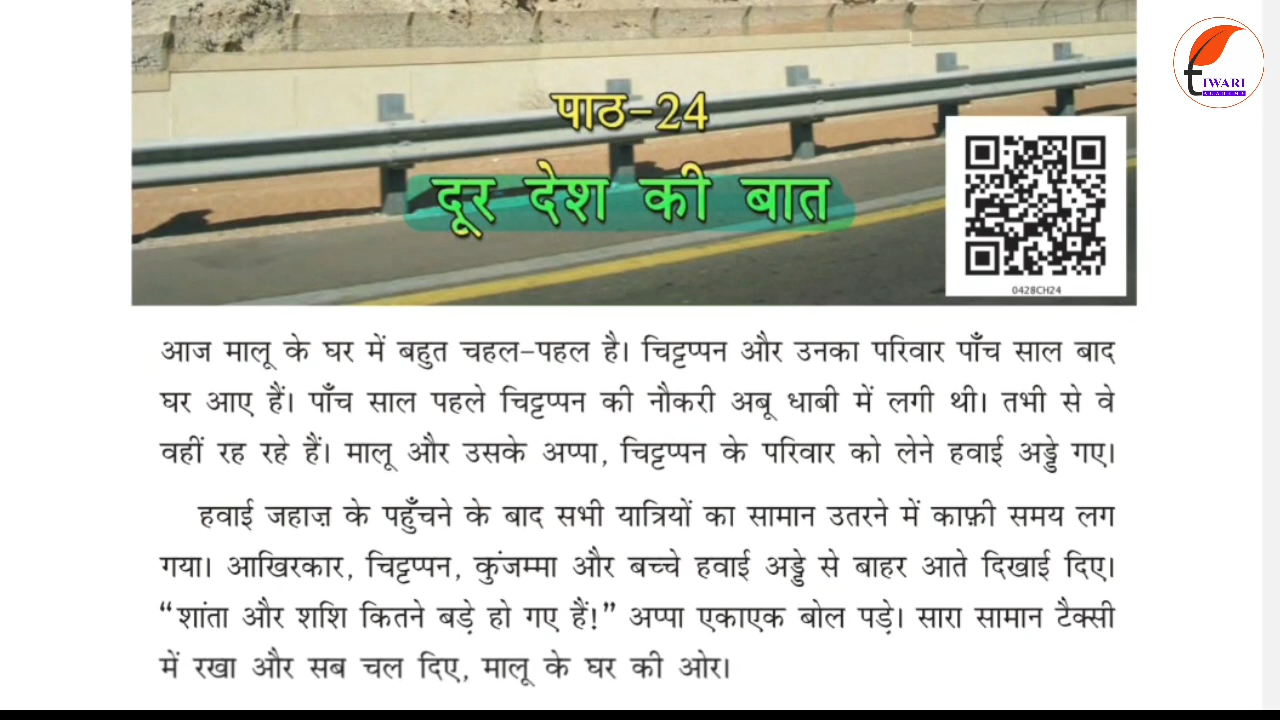 tIWARI
ACADEMY
पाठ-24
दूर देश की बात
0428CH24
आज मालू के घर में बहुत चहल-पहल है। चिट्टप्पन और उनका परिवार पाँच साल बाद
घर आए हैं। पाँच साल पहले चिट्टप्पन की नौकरी अबू धाबी में लगी थी। तभी से वे
वहीं रह रहे हैं। मालू और उसके अप्पा, चिट्टप्पन के परिवार को लेने हवाई अड्डे गए।
हवाई जहाज़ के पहुँचने के बाद सभी यात्रियों का सामान उतरने में काफ़ी समय लग
गया। आखिरकार, चिट्टप्पन, कुंजम्मा और बच्चे हवाई अड्डे से बाहर आते दिखाई दिए।
“शांता और शशि कितने बड़े हो गए हैं!” अप्पा एकाएक बोल पड़े। सारा सामान टैक्सी
में रखा और सब चल दिए, मालू के घर की ओर।